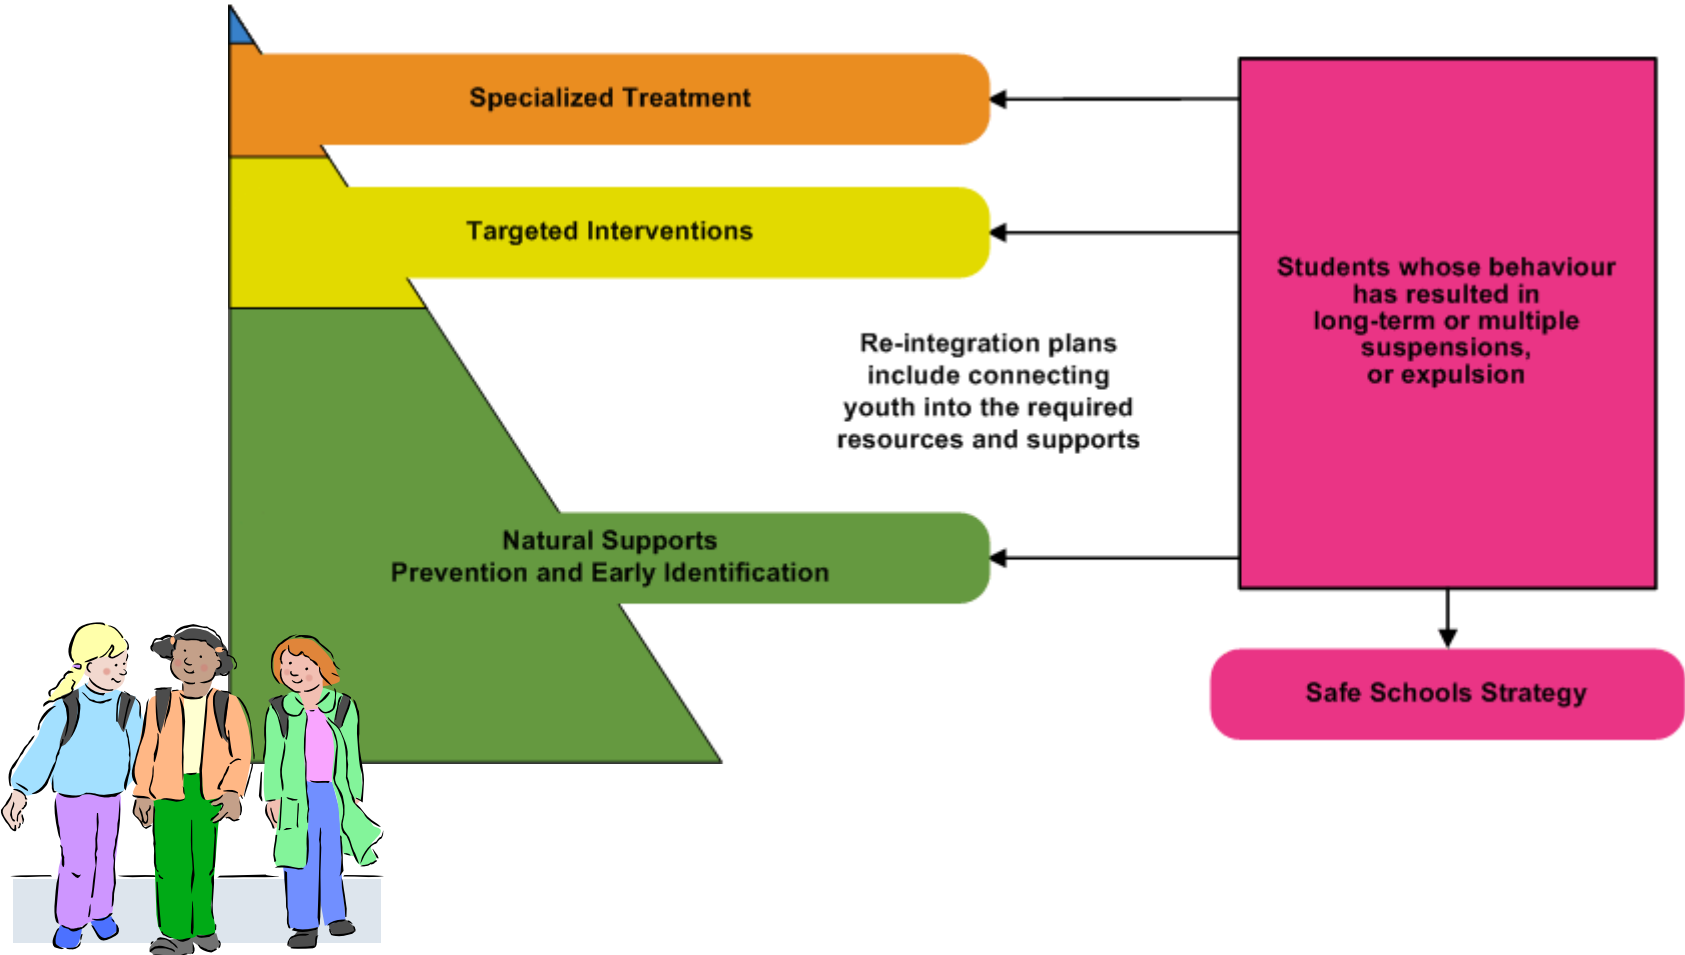 Specialized Treatment
Targeted Interventions
Re-integration plans
include connecting
youth into the required
resources and supports
Natural Supports
Prevention and Early Identification
Students whose behaviour
has resulted in
long-term or multiple
suspensions,
or expulsion
Safe Schools Strategy